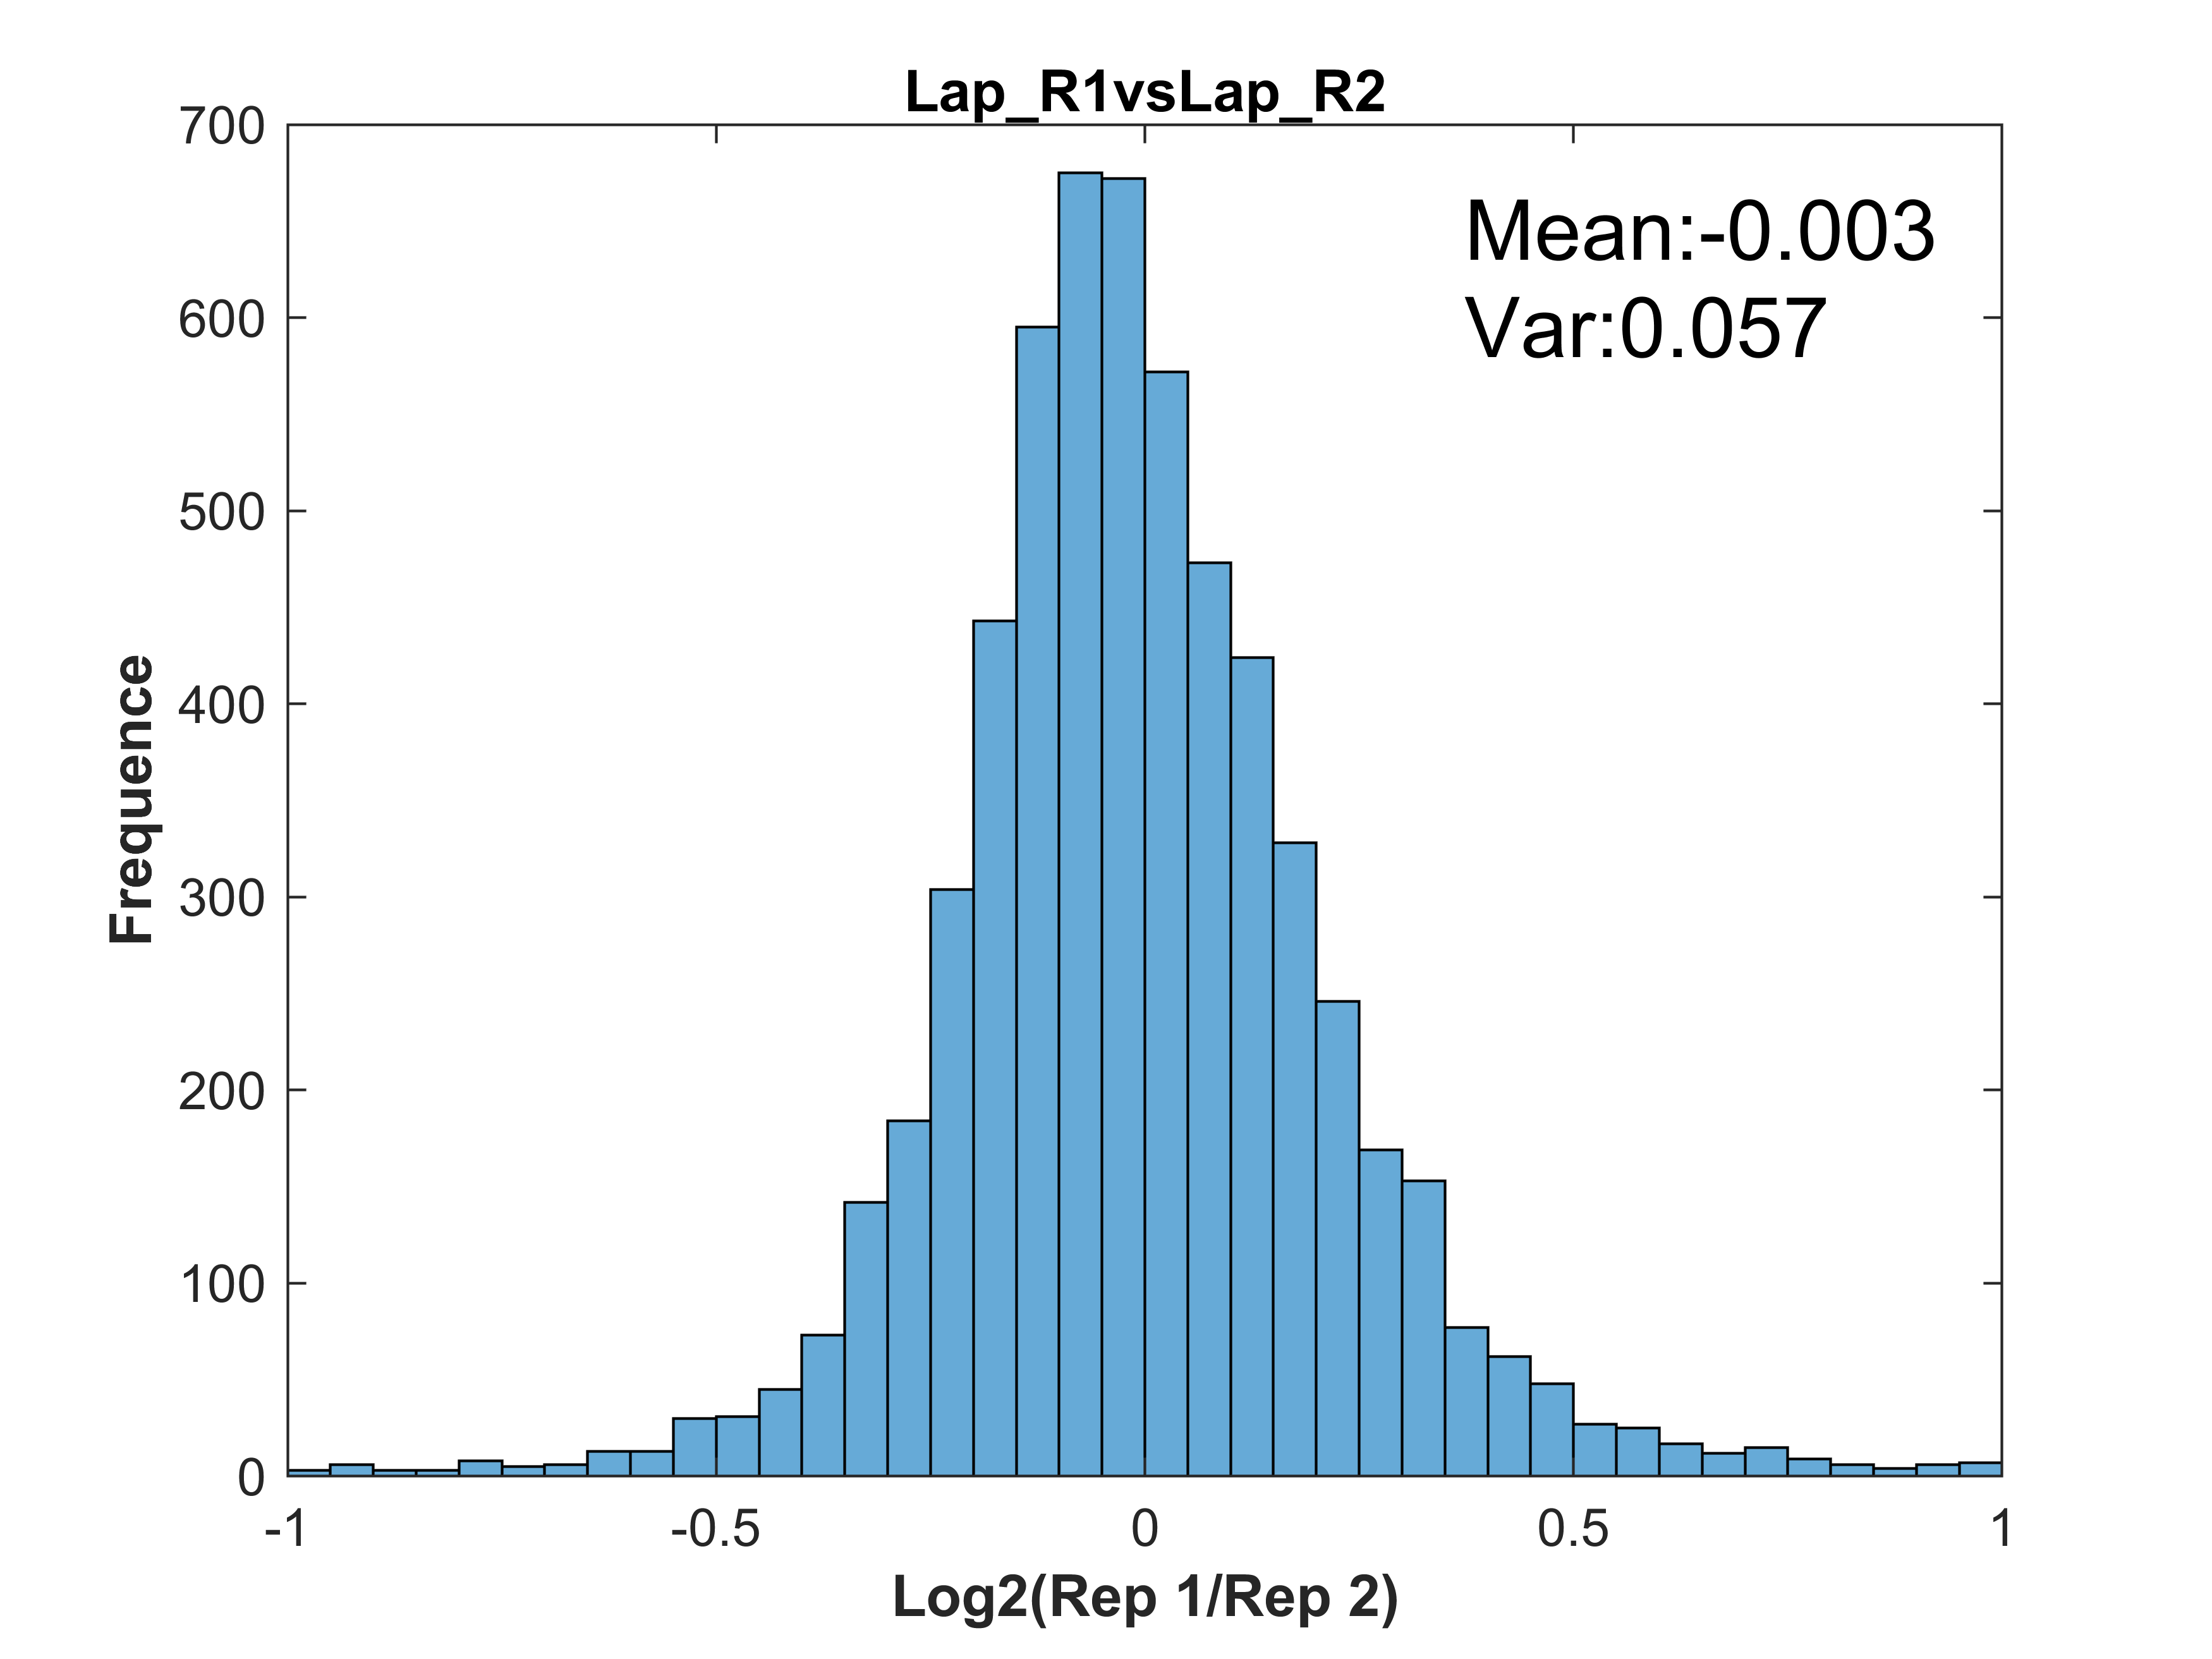 Lap_R1vsLap_R2
Mean:-0.003
Var:0.057
700
600
500
400
300
200
100
0
Frequence
-1 -0.5 0 0.5 1
Log2(Rep 1/Rep 2)